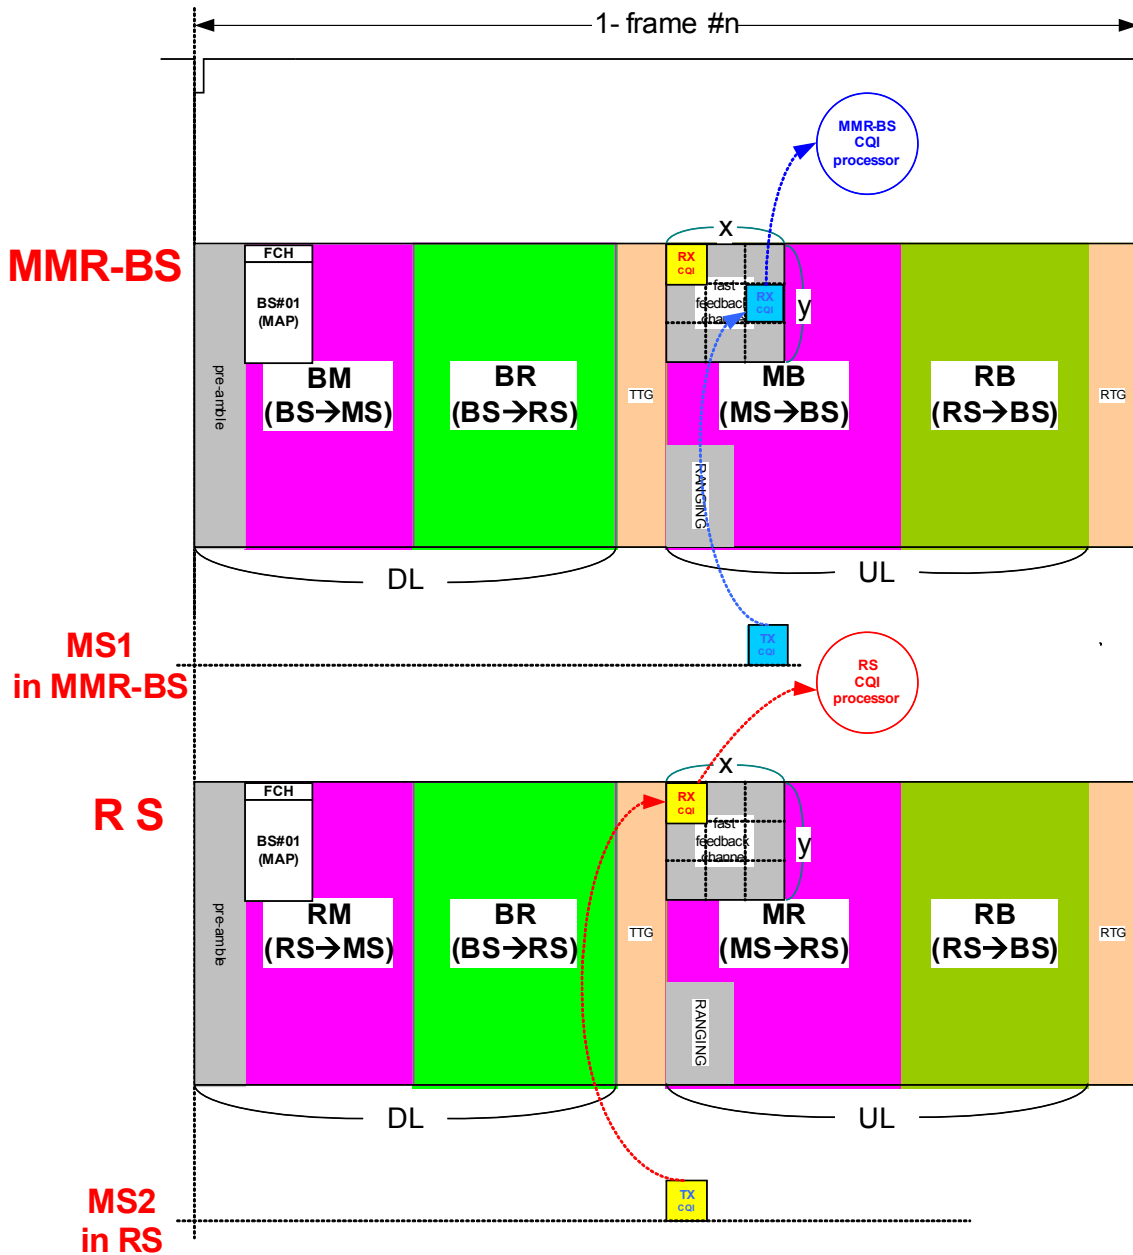 1- frame #n
MMR-BS
CQI
processor
MMR-BS
FCH
BS#01
(MAP)
pre-amble
BM
(BS→MS)
BR
(BS→RS)
TTG
x
RX
CQI
fast
feedback
channel
RX
CQI
y
MB
(MS→BS)
RANGING
RB
(RS→BS)
RTG
DL
UL
MS1
in MMR-BS
TX
CQI
RS
CQI
processor
R S
FCH
BS#01
(MAP)
pre-amble
RM
(RS→MS)
BR
(BS→RS)
TTG
x
RX
CQI
fast
feedback
channel
y
MR
(MS→RS)
RANGING
RB
(RS→BS)
RTG
DL
UL
MS2
in RS
TX
CQI